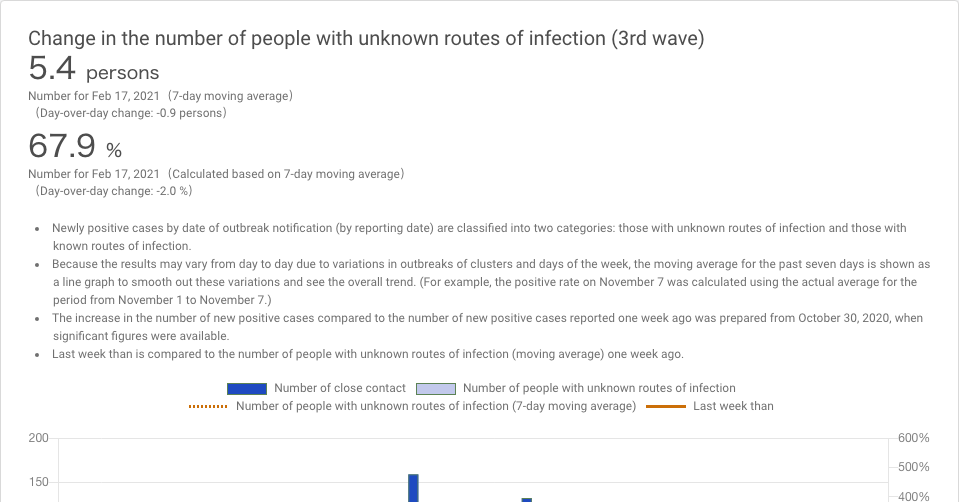 Change in the number of people with unknown routes of infection (3rd wave)
5.4 persons
Number for Feb 17, 2021（7-day moving average）
（Day-over-day change: -0.9 persons）
67.9 %
Number for Feb 17, 2021（Calculated based on 7-day moving average）
（Day-over-day change: -2.0 %）
• Newly positive cases by date of outbreak notification (by reporting date) are classified into two categories: those with unknown routes of infection and those with
known routes of infection.
• Because the results may vary from day to day due to variations in outbreaks of clusters and days of the week, the moving average for the past seven days is shown as
a line graph to smooth out these variations and see the overall trend. (For example, the positive rate on November 7 was calculated using the actual average for the
period from November 1 to November 7.)
• The increase in the number of new positive cases compared to the number of new positive cases reported one week ago was prepared from October 30, 2020, when
significant figures were available.
• Last week than is compared to the number of people with unknown routes of infection (moving average) one week ago.
Number of close contact Number of people with unknown routes of infection
Number of people with unknown routes of infection (7-day moving average) Last week than
200 600%
500%
150
400%